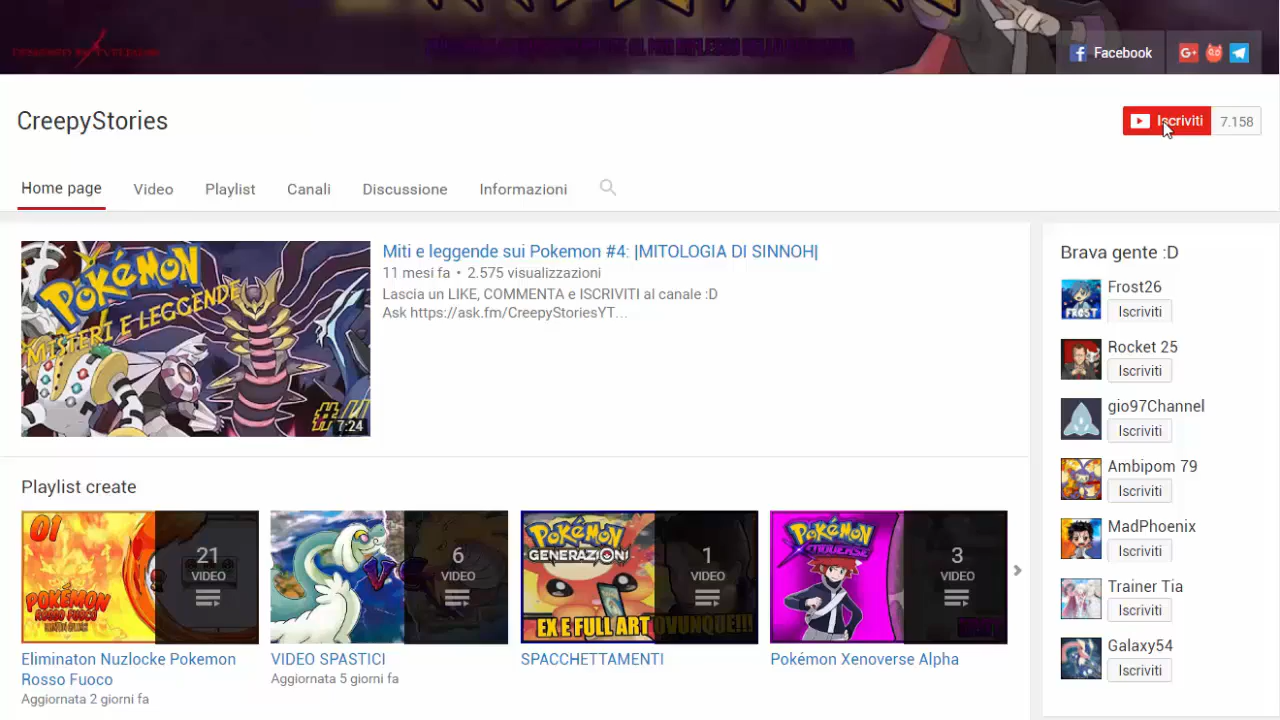 Facebook
CreepyStories
Iscriviti 7.158
Home page Video Playlist Canali Discussione Informazioni
Miti e leggende sui Pokemon #4: |MITOLOGIA DI SINNOH|
11 mesi fa • 2.575 visualizzazioni
Lascia un LIKE, COMMENTA e ISCRIVITI al canale :D
Ask https://ask.fm/CreepyStoriesYT...
POKÉMON
MISTERI E LEGGENDE
#4
7:24
Brava gente :D
Frost26
Iscriviti
Rocket 25
Iscriviti
gio97Channel
Iscriviti
Ambipom 79
Iscriviti
MadPhoenix
Iscriviti
Trainer Tia
Iscriviti
Galaxy54
Iscriviti
Playlist create
01
POKÉMON
ROSSO FUOCO
21
VIDEO
Eliminaton Nuzlocke Pokemon
Rosso Fuoco
Aggiornata 2 giorni fa
6
VIDEO
VIDEO SPASTICI
Aggiornata 5 giorni fa
POKÉMON
GENERAZIONI
EX E FULL ART OVUNQUE!!!
1
VIDEO
SPACCHETTAMENTI
POKÉMON
XENOVERSE
3
VIDEO
Pokémon Xenoverse Alpha